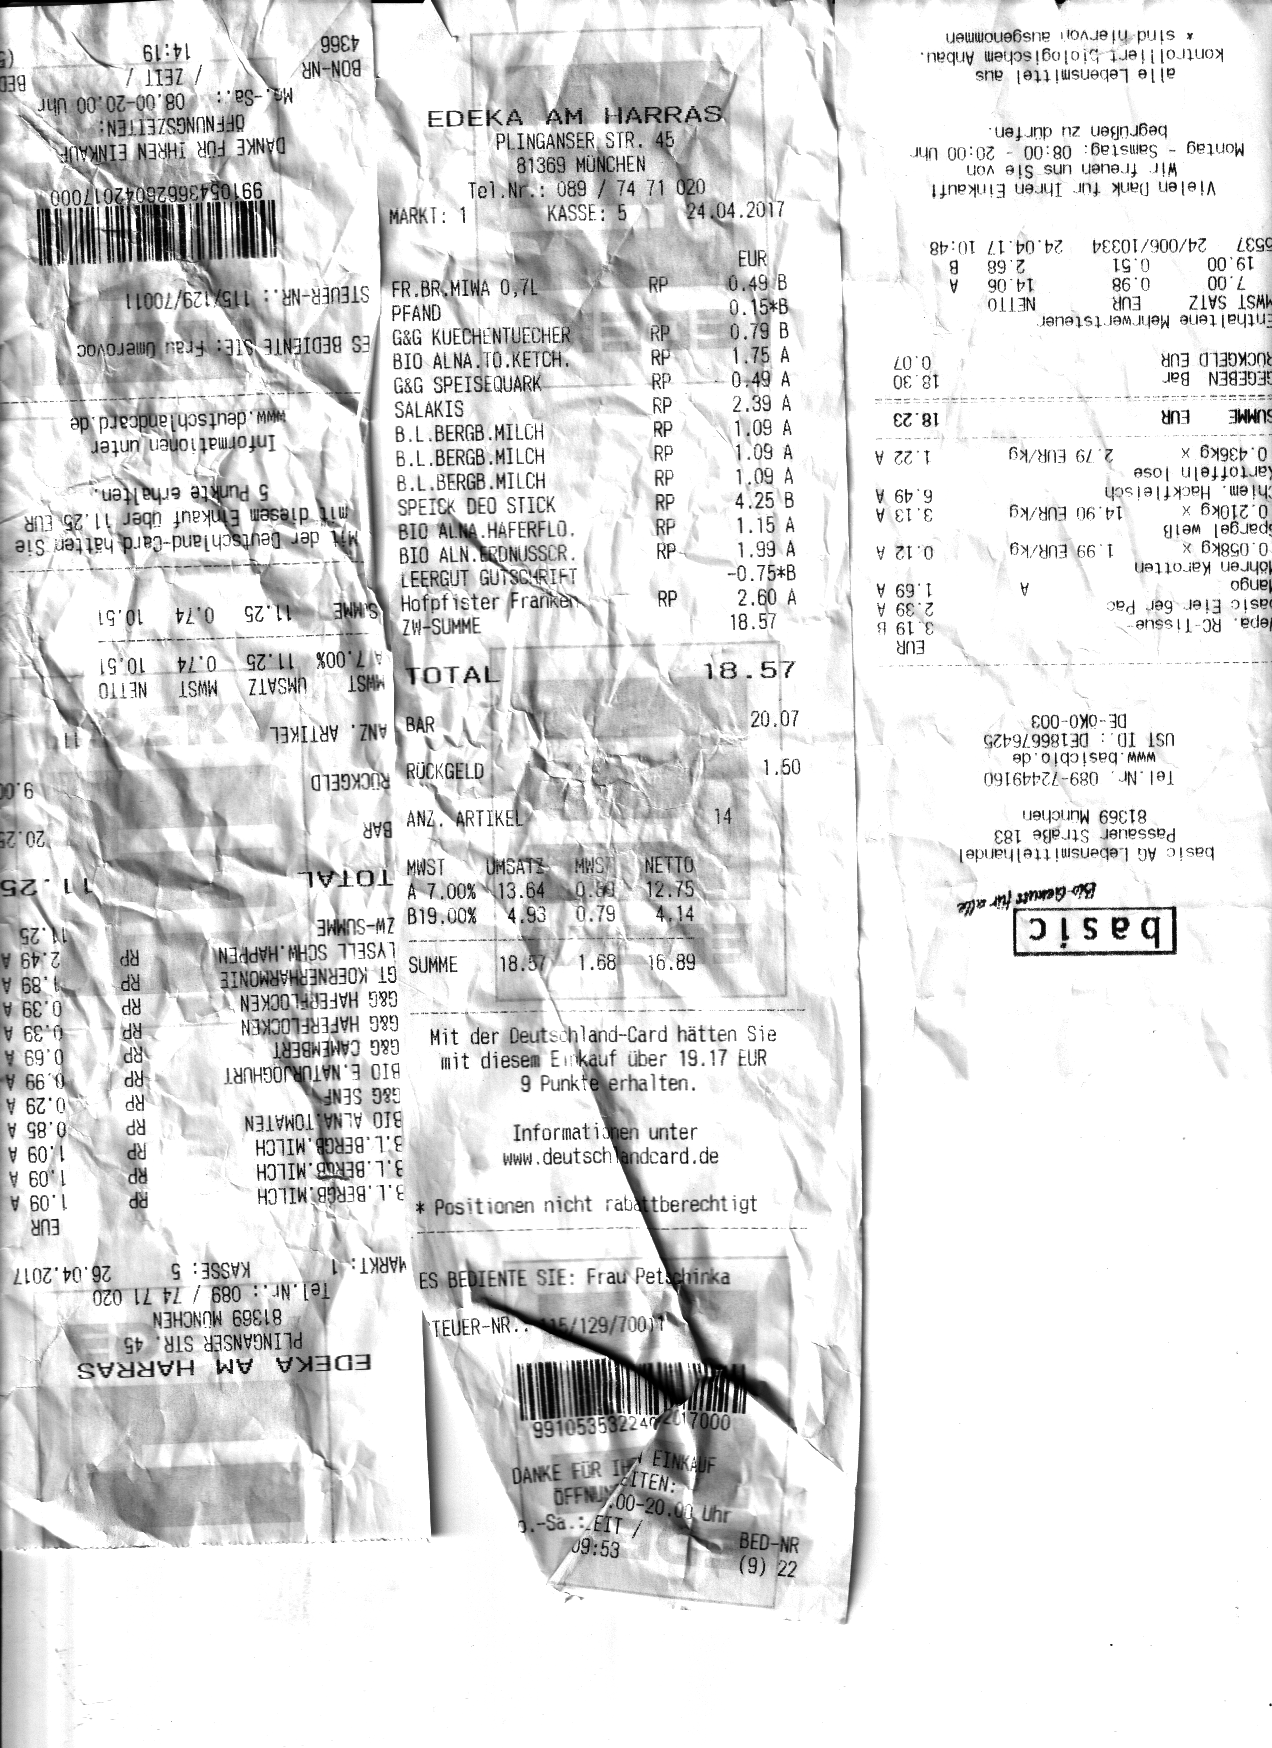 EDEKA AM HARRAS
PLINGANSER STR. 45
81369 MÜNCHEN
Tel.Nr.: 089 / 74 71 020
MARKT: 1 KASSE: 5 26.04.2017
EUR
B.L.BERGB.MILCH RP 1.09 A
B.L.BERGB.MILCH RP 1.09 A
B.L.BERGB.MILCH RP 1.09 A
BIO ALNA.TOMATEN RP 0.85 A
G&G SENF RP 0.29 A
BIO E.NATURJOGHURT RP 0.99 A
G&G CAMEMBERT RP 0.69 A
G&G HAFERFLOCKEN RP 0.39 A
G&G HAFERFLOCKEN RP 0.39 A
GT KOERNERHARMONIE RP 1.89 A
LYSELL SCHW.HAPPEN RP 2.49 A
ZW-SUMME 11.25
TOTAL 11.25
BAR 20.25
RÜCKGELD 9.00
ANZ. ARTIKEL 11
MWST UMSATZ MWST NETTO
A 7.00% 11.25 0.74 10.51
SUMME 11.25 0.74 10.51
Mit der Deutschland-Card hätten Sie
mit diesem Einkauf über 11.25 EUR
5 Punkte erhalten.
Informationen unter
www.deutschlandcard.de
ES BEDIENTE SIE: Frau Omerovoc
STEUER-NR.: 115/129/70011
99105436626042017000
DANKE FÜR IHREN EINKAUF
ÖFFNUNGSZEITEN:
Mo.-Sa.: 08.00-20.00 Uhr
BON-NR / ZEIT / BED
4366 14:19
EDEKA AM HARRAS
PLINGANSER STR. 45
81369 MÜNCHEN
Tel.Nr.: 089 / 74 71 020
MARKT: 1 KASSE: 5 24.04.2017
EUR
FR.BR.MIWA 0,7L RP 0.49 B
PFAND 0.15*B
G&G KUECHENTUECHER RP 0.79 B
BIO ALNA.TO.KETCH. RP 1.75 A
G&G SPEISEQUARK RP 0.49 A
SALAKIS RP 2.39 A
B.L.BERGB.MILCH RP 1.09 A
B.L.BERGB.MILCH RP 1.09 A
B.L.BERGB.MILCH RP 1.09 A
SPEICK DEO STICK RP 4.25 B
BIO ALNA.HAFERFLO. RP 1.15 A
BIO ALN.ERDNUSSCR. RP 1.99 A
LEERGUT GUTSCHRIFT -0.75*B
Hofpfister Franken RP 2.60 A
ZW-SUMME 18.57
TOTAL 18.57
BAR 20.07
RÜCKGELD 1.50
ANZ. ARTIKEL 14
MWST UMSATZ MWST NETTO
A 7.00% 13.64 0.89 12.75
B19.00% 4.93 0.79 4.14
SUMME 18.57 1.68 16.89
Mit der Deutschland-Card hätten Sie
mit diesem Einkauf über 19.17 EUR
9 Punkte erhalten.
Informationen unter
www.deutschlandcard.de
* Positionen nicht rabattberechtigt
ES BEDIENTE SIE: Frau Petschinka
TEUER-NR.: 115/129/70011
9910535322404 2017000
DANKE FÜR IH EINKAUF
ÖFFNU ITEN:
o.-Sa.: .00-20.00 Uhr
EIT / BED-NR
09:53 (9) 22
basic
Bio-Genuss für alle
basic AG Lebensmittelhandel
Passauer Straße 183
81369 München
Tel.Nr. 089-72449160
www.basicbio.de
UST ID.: DE186676425
DE-ÖKO-003
EUR
epa. RC-Tissue- 3.19 B
basic Eier 6er Pac 2.39 A
Mango A 1.69 A
Möhren Karotten
0.058kg x 1.99 EUR/kg 0.12 A
Spargel weiß
0.210kg x 14.90 EUR/kg 3.13 A
Chiem. Hackfleisch 6.49 A
Kartoffeln lose
0.436kg x 2.79 EUR/kg 1.22 A
SUMME EUR 18.23
GEGEBEN Bar 18.30
RÜCKGELD EUR 0.07
Enthaltene Mehrwertsteuer
MWST SATZ EUR NETTO
7.00 0.98 14.06 A
19.00 0.51 2.68 B
5537 24/006/10334 24.04.17 10:48
Vielen Dank für Ihren Einkauf!
Wir freuen uns Sie von
Montag - Samstag: 08:00 - 20:00 Uhr
begrüßen zu dürfen.
alle Lebensmittel aus
kontrolliert biologischem Anbau.
* sind hiervon ausgenommen